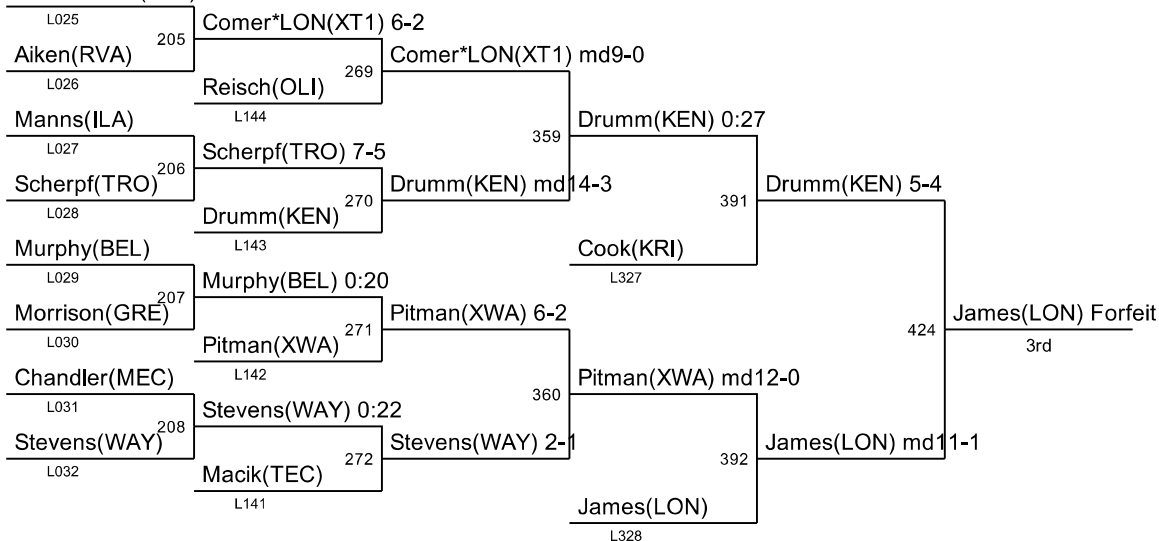 L025
205
Comer*LON(XT1) 6-2
Aiken(RVA)
L026
269
Comer*LON(XT1) md9-0
Reisch(OLI)
L144
Manns(ILA)
L027
359
Drumm(KEN) 0:27
206
Scherpf(TRO) 7-5
Scherpf(TRO)
L028
270
Drumm(KEN) md14-3
391
Drumm(KEN) 5-4
Drumm(KEN)
L143
Murphy(BEL)
L029
Cook(KRI)
L327
207
Murphy(BEL) 0:20
Morrison(GRE)
L030
271
Pitman(XWA) 6-2
424
James(LON) Forfeit
3rd
Pitman(XWA)
L142
Chandler(MEC)
L031
360
Pitman(XWA) md12-0
208
Stevens(WAY) 0:22
Stevens(WAY)
L032
272
Stevens(WAY) 2-1
392
James(LON) md11-1
Macik(TEC)
L141
James(LON)
L328